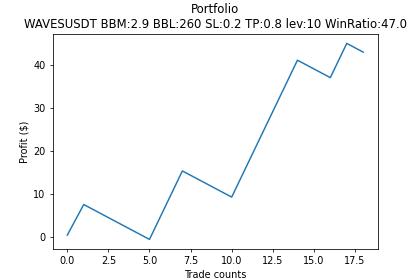 Portfolio
WAVESUSDT BBM:2.9 BBL:260 SL:0.2 TP:0.8 lev:10 WinRatio:47.0
Profit ($)
40
30
20
10
0
0.0 2.5 5.0 7.5 10.0 12.5 15.0 17.5
Trade counts